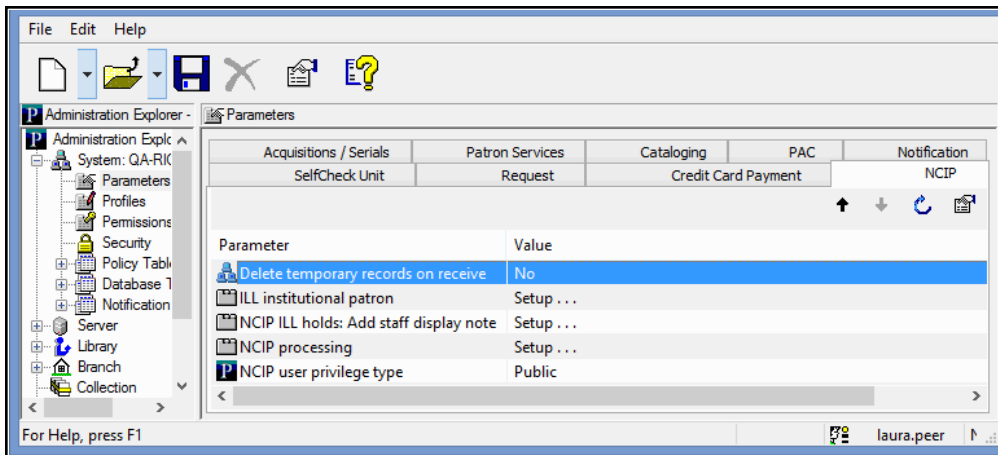 File Edit Help
Administration Explorer -
Parameters
Administration Explc
System: QA-RIC
Parameters
Profiles
Permissions
Security
Policy Tabl
Database T
Notification
Server
Library
Branch
Collection
Acquisitions / Serials Patron Services Cataloging PAC Notification
SelfCheck Unit Request Credit Card Payment NCIP
Parameter Value
Delete temporary records on receive No
ILL institutional patron Setup . . .
NCIP ILL holds: Add staff display note Setup . . .
NCIP processing Setup . . .
NCIP user privilege type Public
For Help, press F1
laura.peer